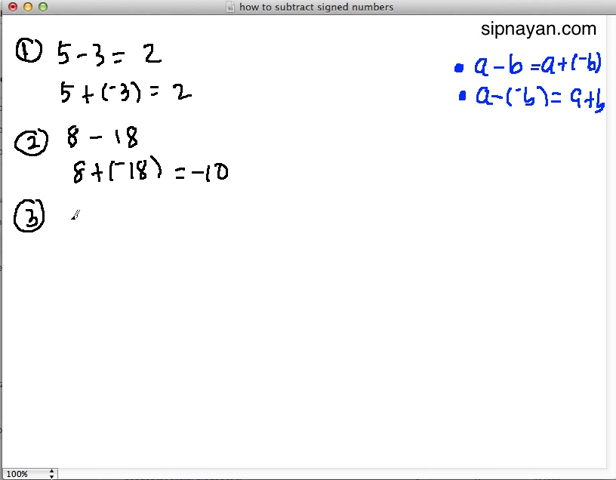 how to subtract signed numbers
sipnayan.com
① 5 - 3 = 2
5 + (-3) = 2
② 8 - 18
8 + (-18) = -10
③
• a - b = a + (-b)
• a - (-b) = a + b
100%